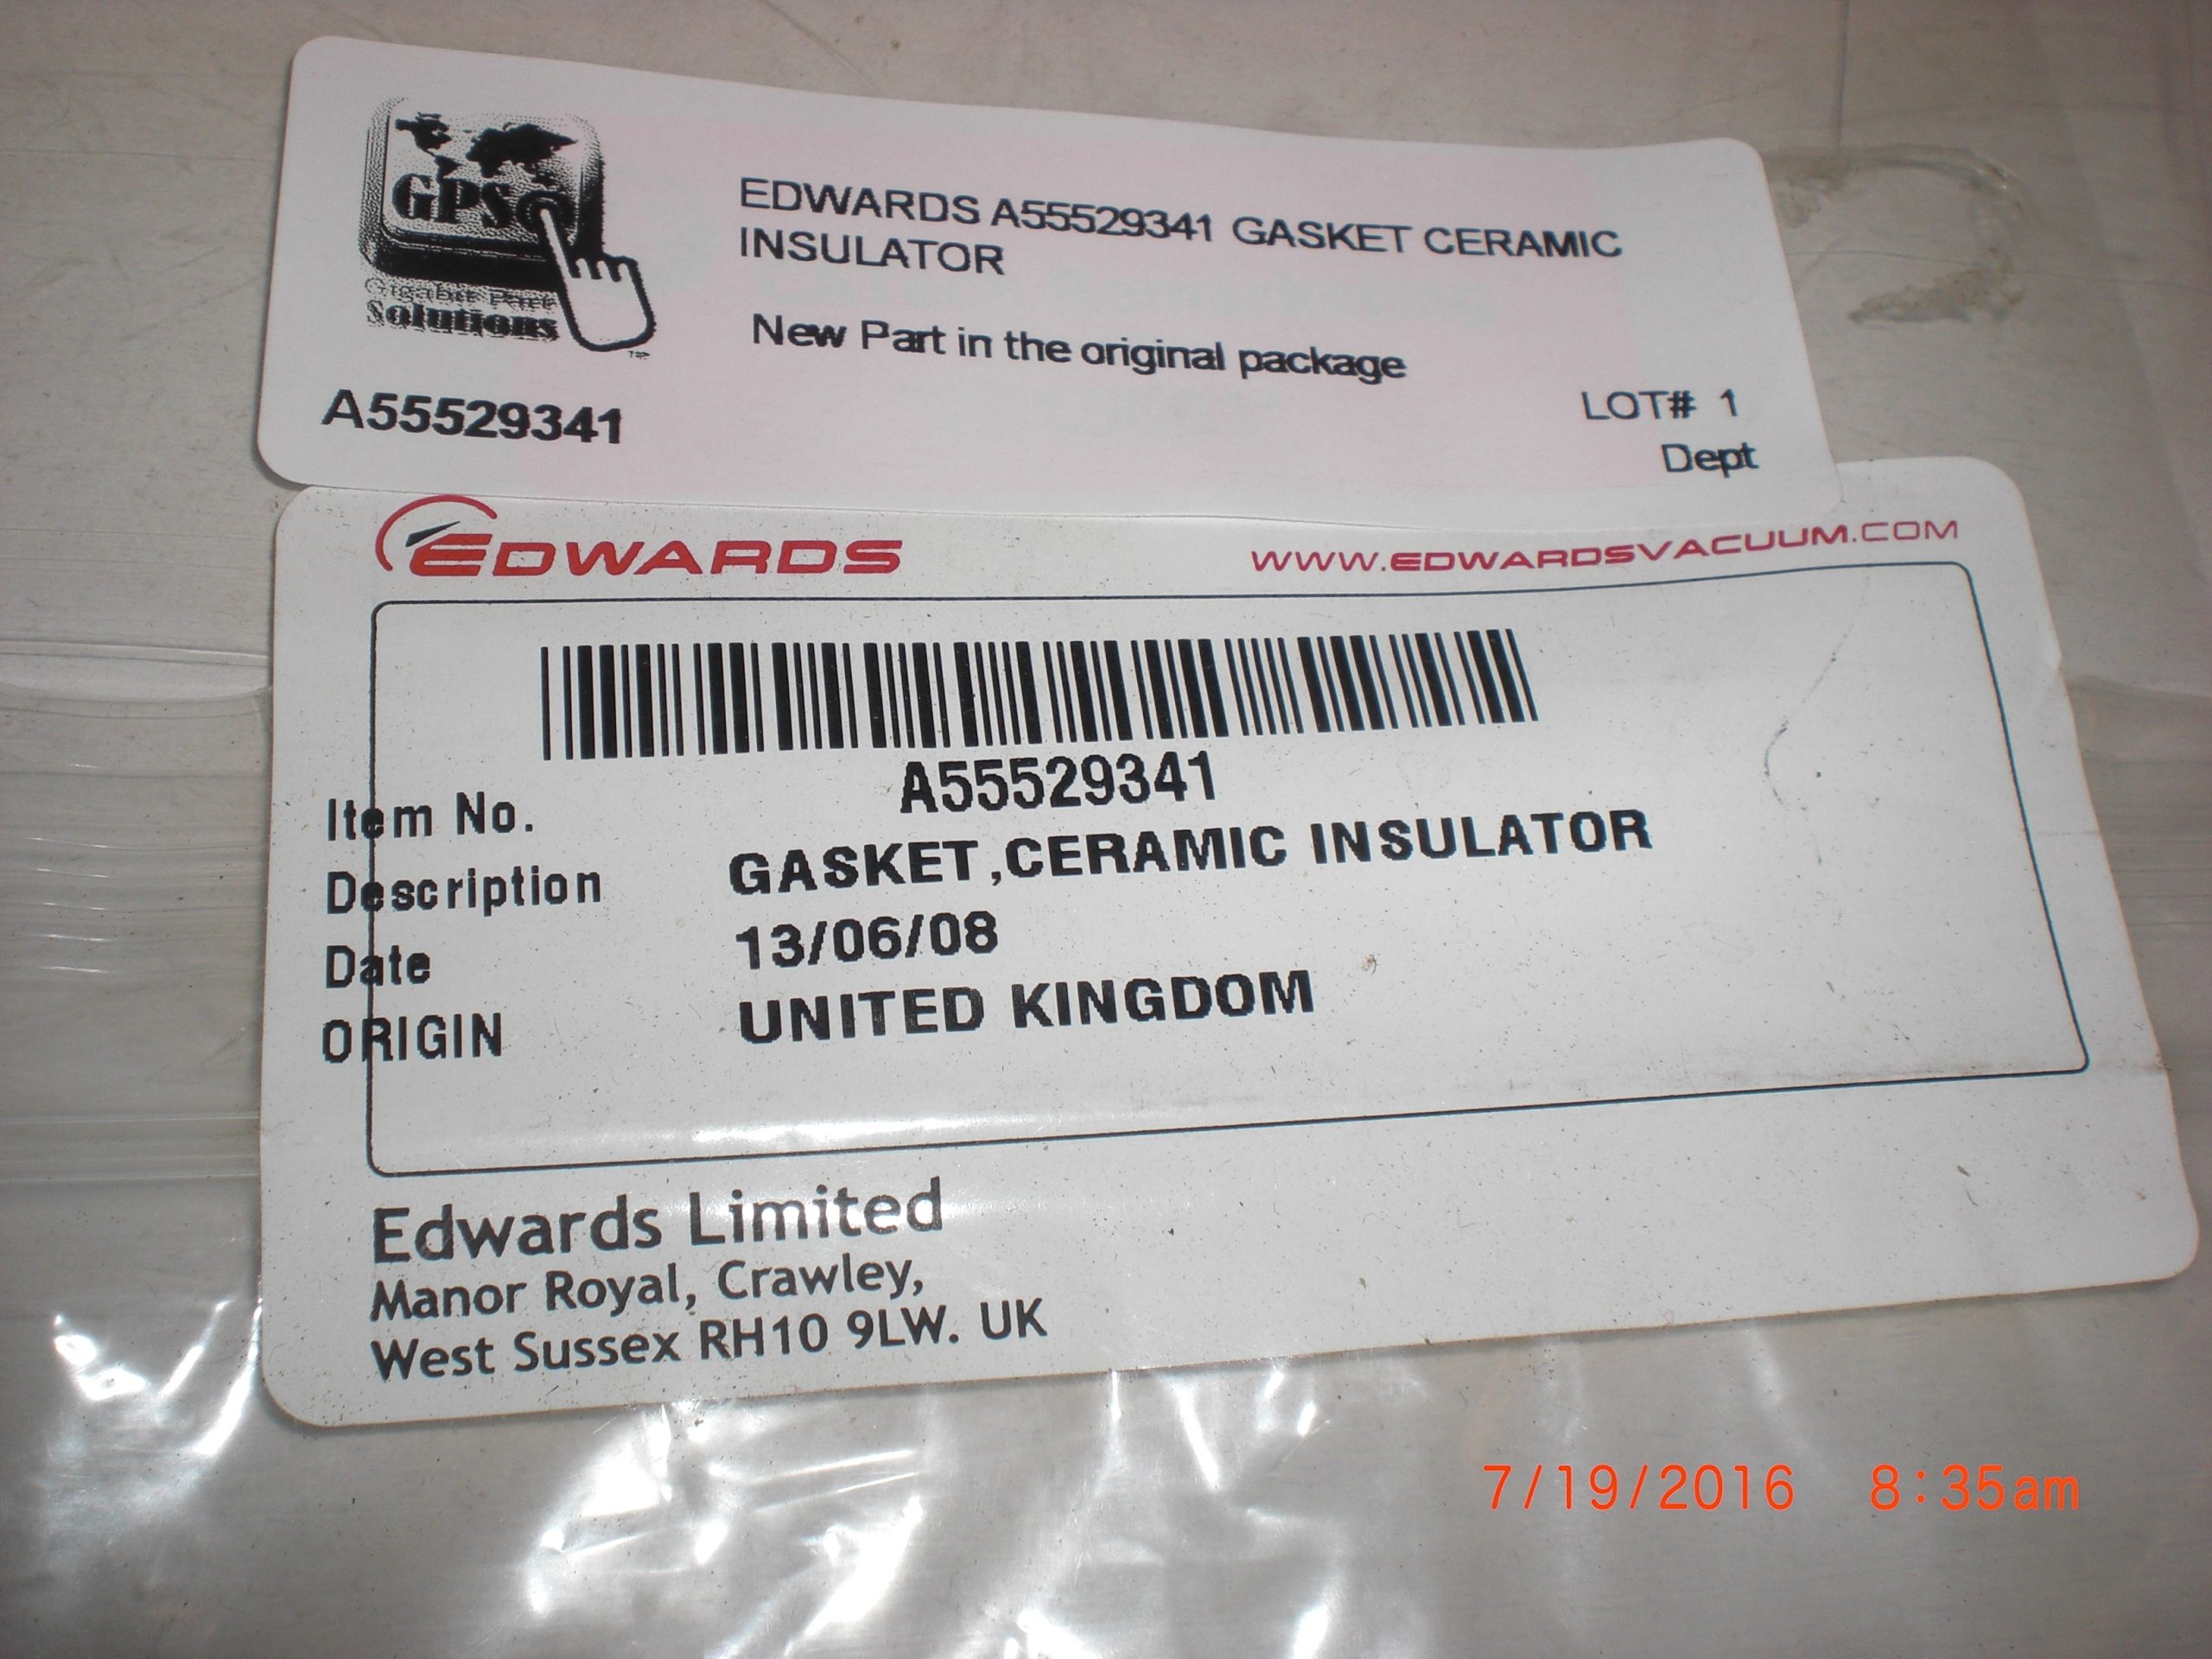 GPS
Gigabit Part
Solutions
EDWARDS A55529341 GASKET CERAMIC
INSULATOR
New Part in the original package
A55529341
LOT# 1
Dept
EDWARDS
WWW.EDWARDSVACUUM.COM
A55529341
Item No.
Description GASKET,CERAMIC INSULATOR
Date 13/06/08
ORIGIN UNITED KINGDOM
Edwards Limited
Manor Royal, Crawley,
West Sussex RH10 9LW. UK
7/19/2016 8:35am